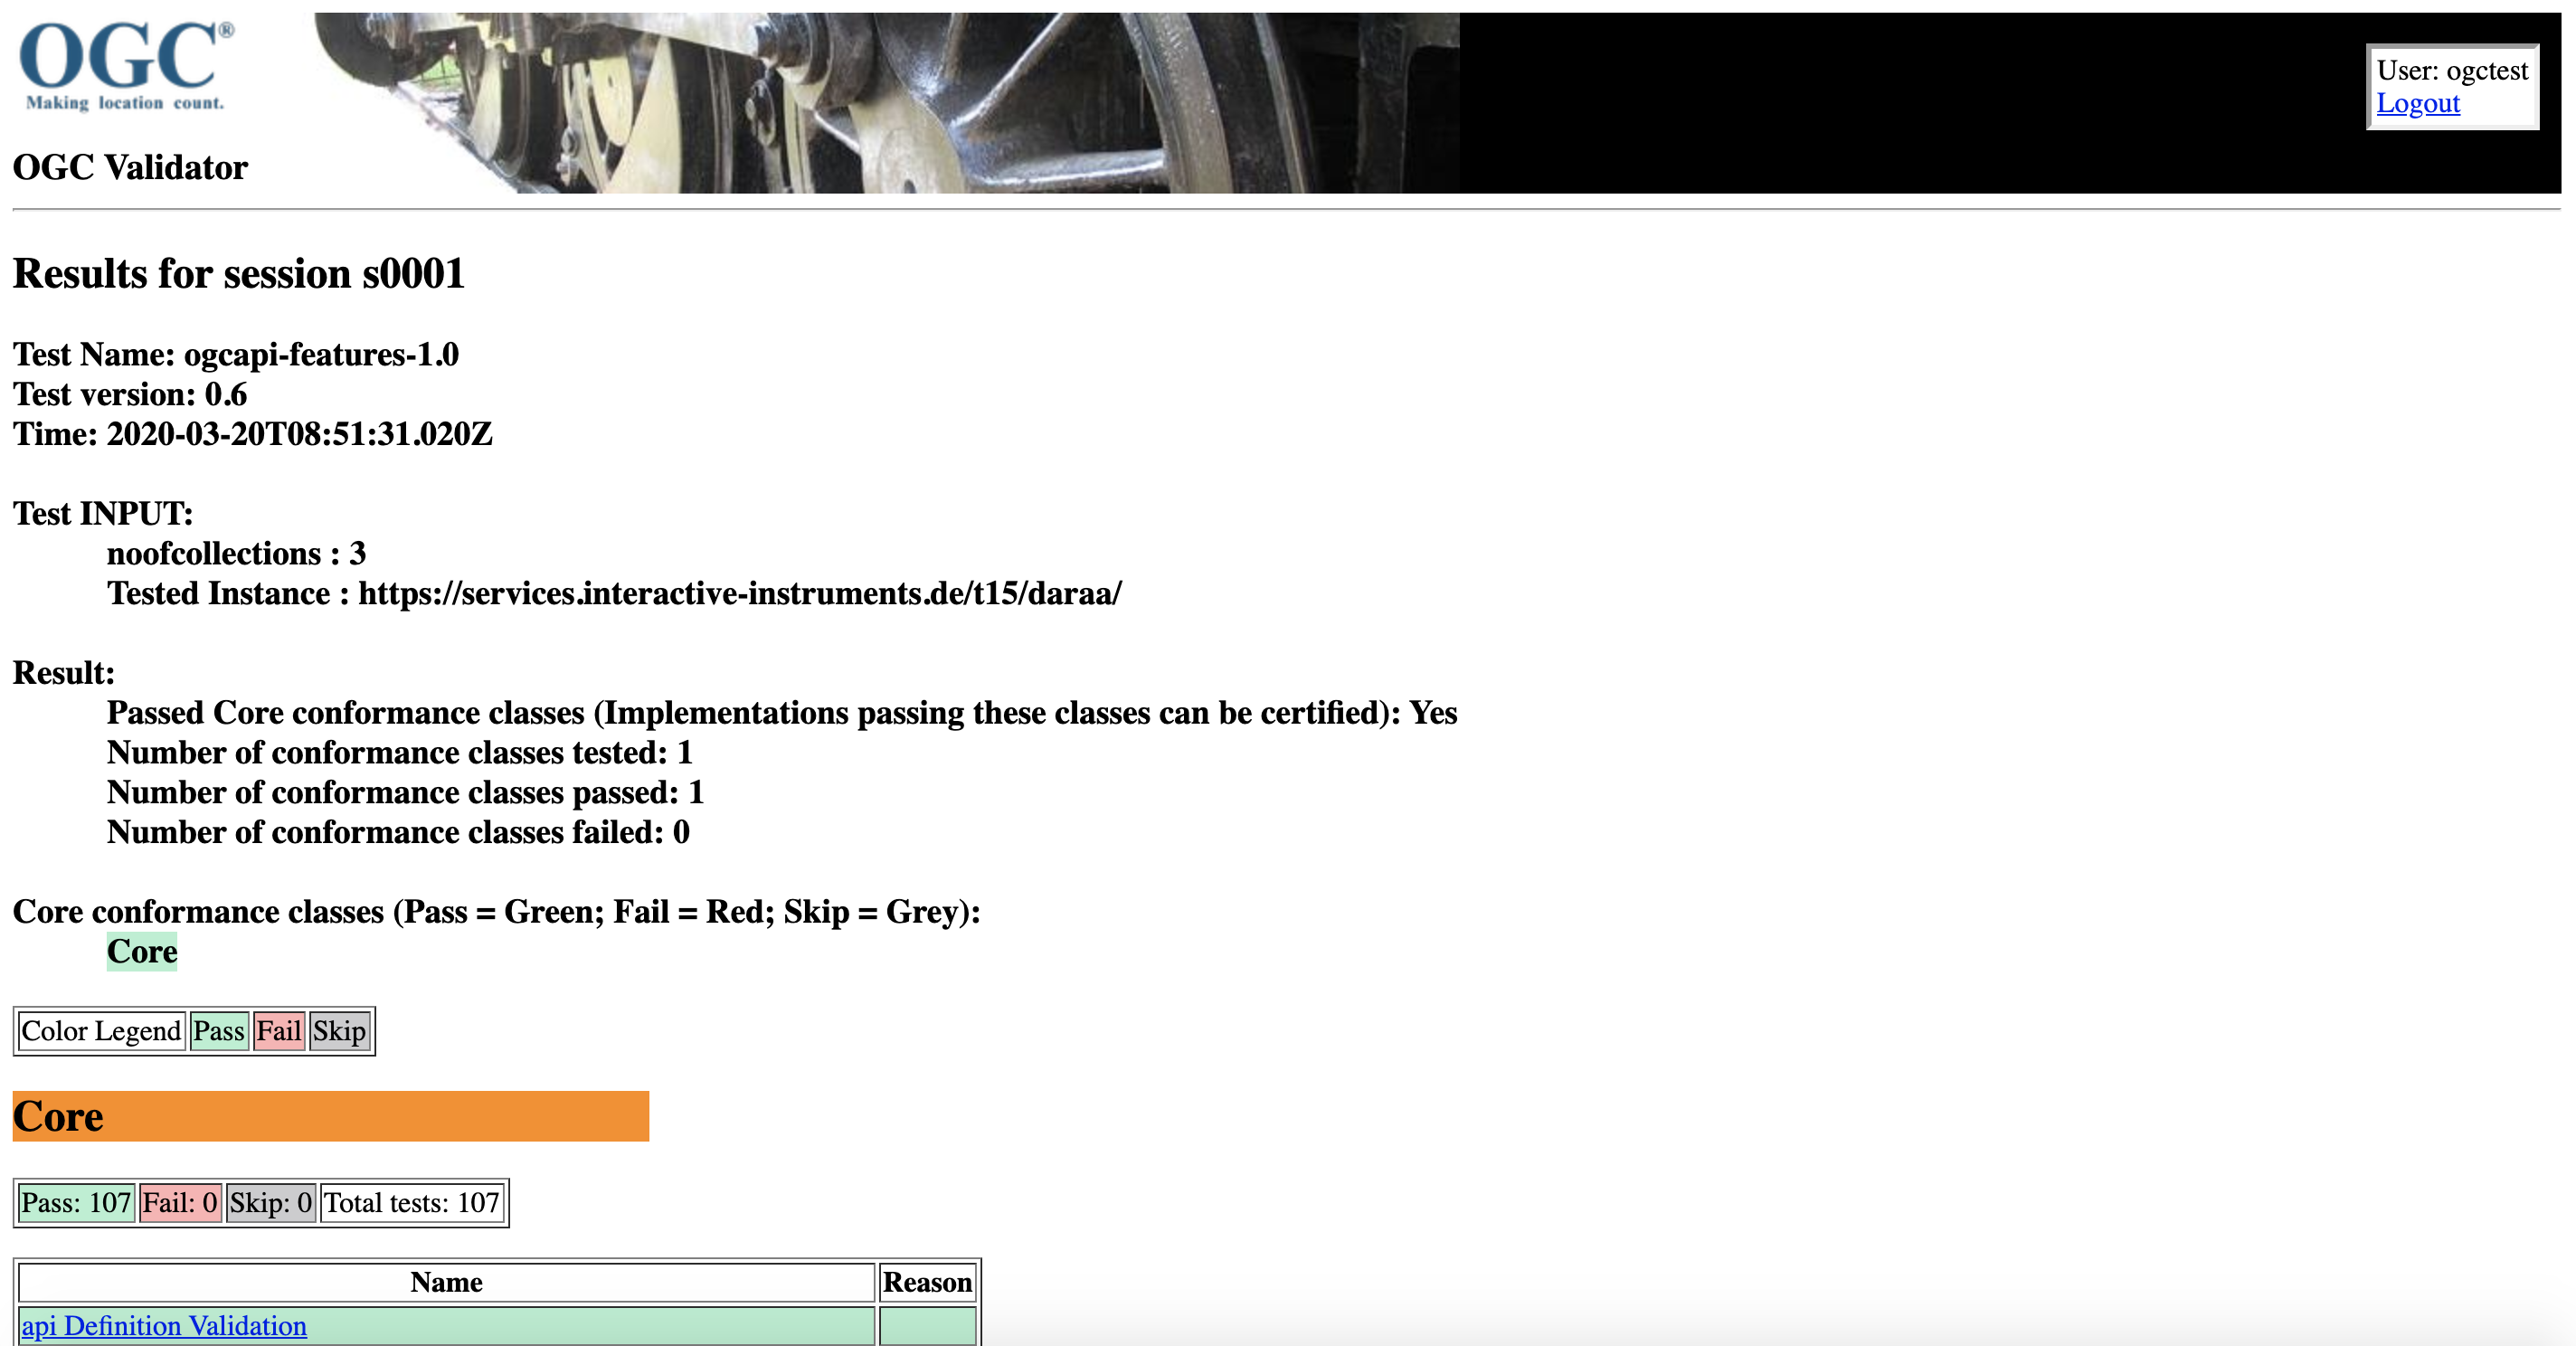 OGC®
Making location count.
User: ogctest
Logout
OGC Validator
Results for session s0001
Test Name: ogcapi-features-1.0
Test version: 0.6
Time: 2020-03-20T08:51:31.020Z
Test INPUT:
noofcollections : 3
Tested Instance : https://services.interactive-instruments.de/t15/daraa/
Result:
Passed Core conformance classes (Implementations passing these classes can be certified): Yes
Number of conformance classes tested: 1
Number of conformance classes passed: 1
Number of conformance classes failed: 0
Core conformance classes (Pass = Green; Fail = Red; Skip = Grey):
Core
Color Legend Pass Fail Skip
Core
Pass: 107 Fail: 0 Skip: 0 Total tests: 107
Name Reason
api Definition Validation